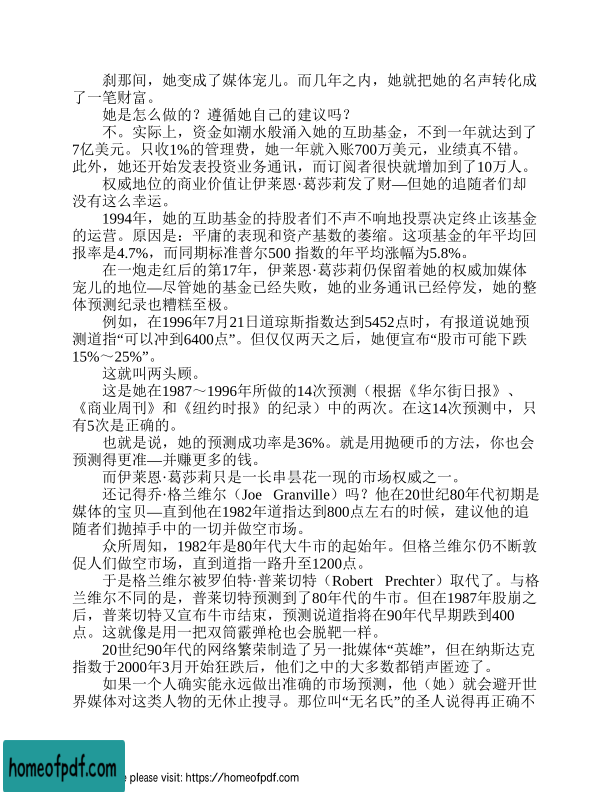 刹那间，她变成了媒体宠儿。而几年之内，她就把她的名声转化成
了一笔财富。
她是怎么做的？遵循她自己的建议吗？
不。实际上，资金如潮水般涌入她的互助基金，不到一年就达到了
7亿美元。只收1%的管理费，她一年就入账700万美元，业绩真不错。
此外，她还开始发表投资业务通讯，而订阅者很快就增加到了10万人。
权威地位的商业价值让伊莱恩·葛莎莉发了财—但她的追随者们却
没有这么幸运。
1994年，她的互助基金的持股者们不声不响地投票决定终止该基金
的运营。原因是：平庸的表现和资产基数的萎缩。这项基金的年平均回
报率是4.7%，而同期标准普尔500 指数的年平均涨幅为5.8%。
在一炮走红后的第17年，伊莱恩·葛莎莉仍保留着她的权威加媒体
宠儿的地位—尽管她的基金已经失败，她的业务通讯已经停发，她的整
体预测纪录也糟糕至极。
例如，在1996年7月21日道琼斯指数达到5452点时，有报道说她预
测道指“可以冲到6400点”。但仅仅两天之后，她便宣布“股市可能下跌
15%～25%”。
这就叫两头顾。
这是她在1987～1996年所做的14次预测（根据《华尔街日报》、
《商业周刊》和《纽约时报》的纪录）中的两次。在这14次预测中，只
有5次是正确的。
也就是说，她的预测成功率是36%。就是用抛硬币的方法，你也会
预测得更准—并赚更多的钱。
而伊莱恩·葛莎莉只是一长串昙花一现的市场权威之一。
还记得乔·格兰维尔（Joe Granville）吗？他在20世纪80年代初期是
媒体的宝贝—直到他在1982年道指达到800点左右的时候，建议他的追
随者们抛掉手中的一切并做空市场。
众所周知，1982年是80年代大牛市的起始年。但格兰维尔仍不断敦
促人们做空市场，直到道指一路升至1200点。
于是格兰维尔被罗伯特·普莱切特（Robert Prechter）取代了。与格
兰维尔不同的是，普莱切特预测到了80年代的牛市。但在1987年股崩之
后，普莱切特又宣布牛市结束，预测说道指将在90年代早期跌到400
点。这就像是用一把双筒霰弹枪也会脱靶一样。
20世纪90年代的网络繁荣制造了另一批媒体“英雄”，但在纳斯达克
指数于2000年3月开始狂跌后，他们之中的大多数都销声匿迹了。
如果一个人确实能永远做出准确的市场预测，他（她）就会避开世
界媒体对这类人物的无休止搜寻。那位叫“无名氏”的圣人说得再正确不
homeofpdf.com
e please visit: https://homeofpdf.com